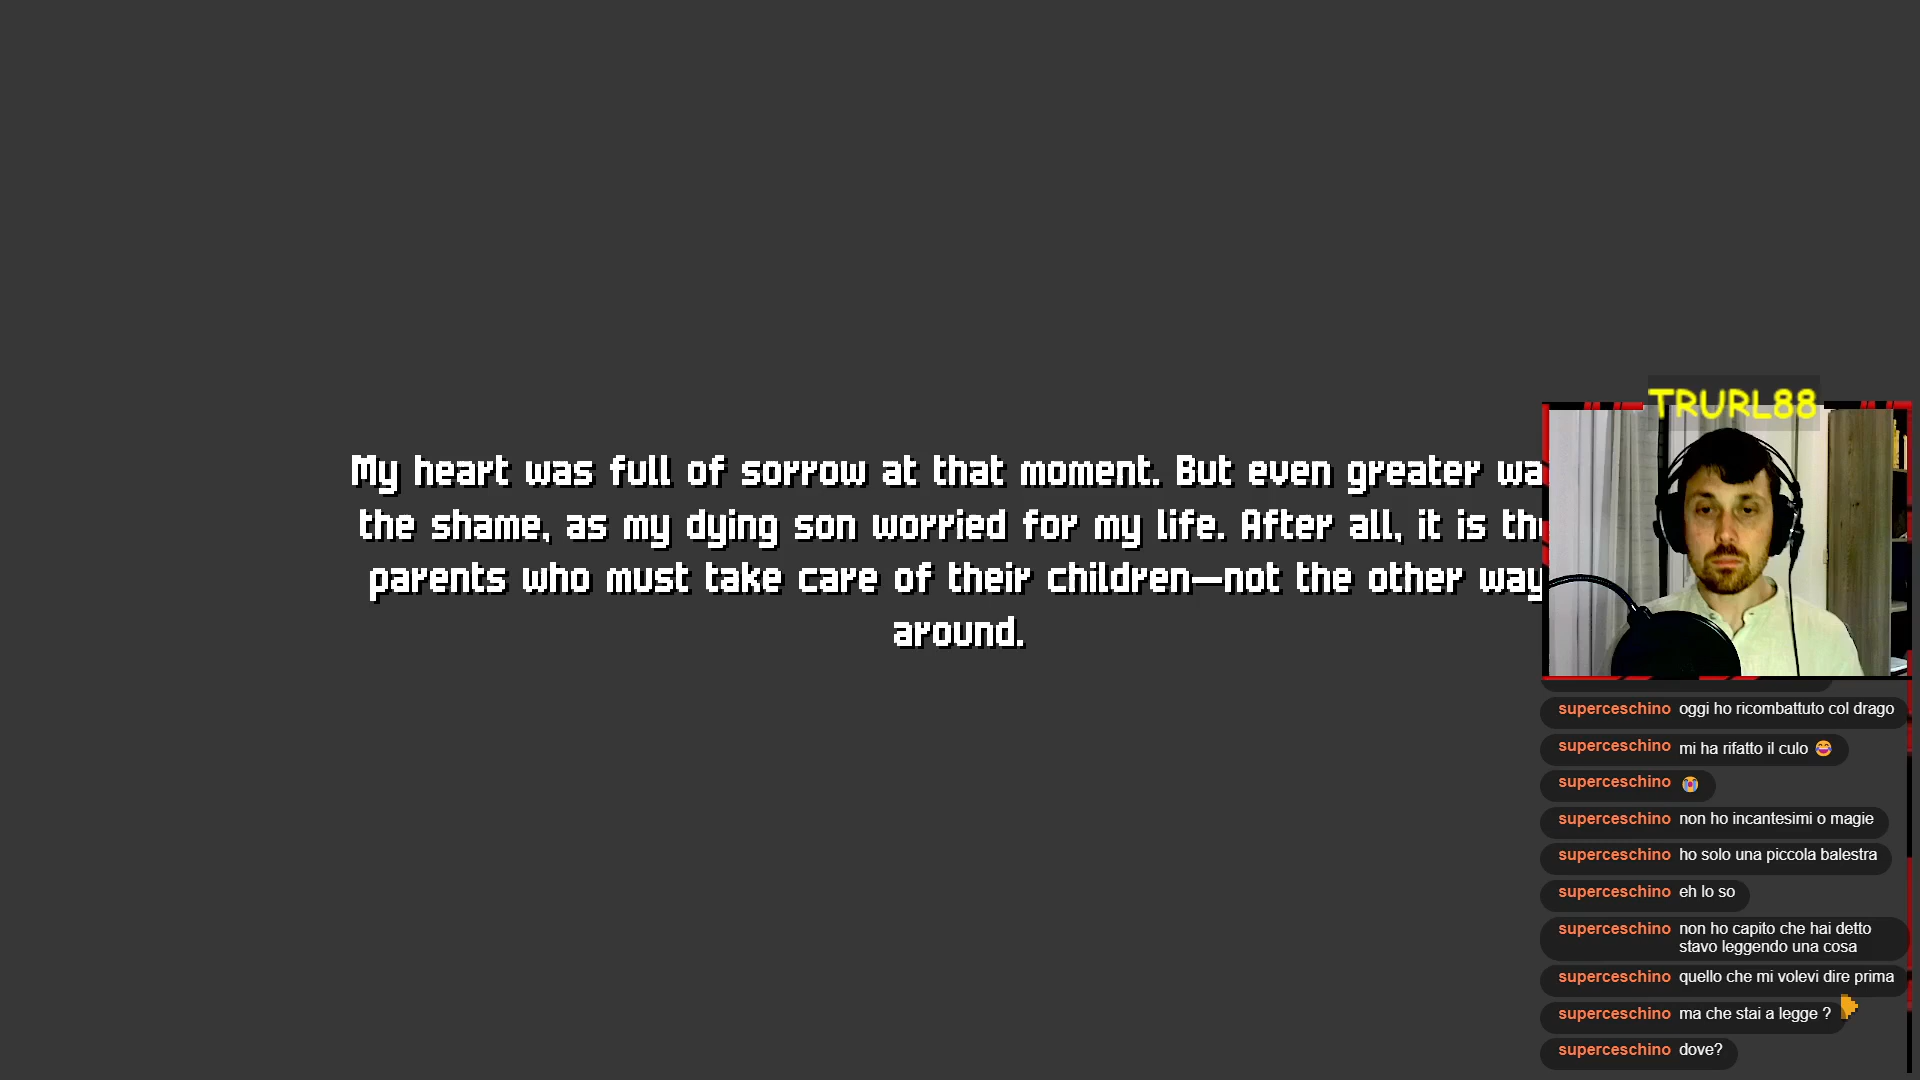 My heart was full of sorrow at that moment. But even greater wa
the shame, as my dying son worried for my life. After all, it is th
parents who must take care of their children—not the other way
around.
TRURL88
superceschino oggi ho ricombattuto col drago
superceschino mi ha rifatto il culo 😂
superceschino 😭
superceschino non ho incantesimi o magie
superceschino ho solo una piccola balestra
superceschino eh lo so
superceschino non ho capito che hai detto
stavo leggendo una cosa
superceschino quello che mi volevi dire prima
superceschino ma che stai a legge ?
superceschino dove?